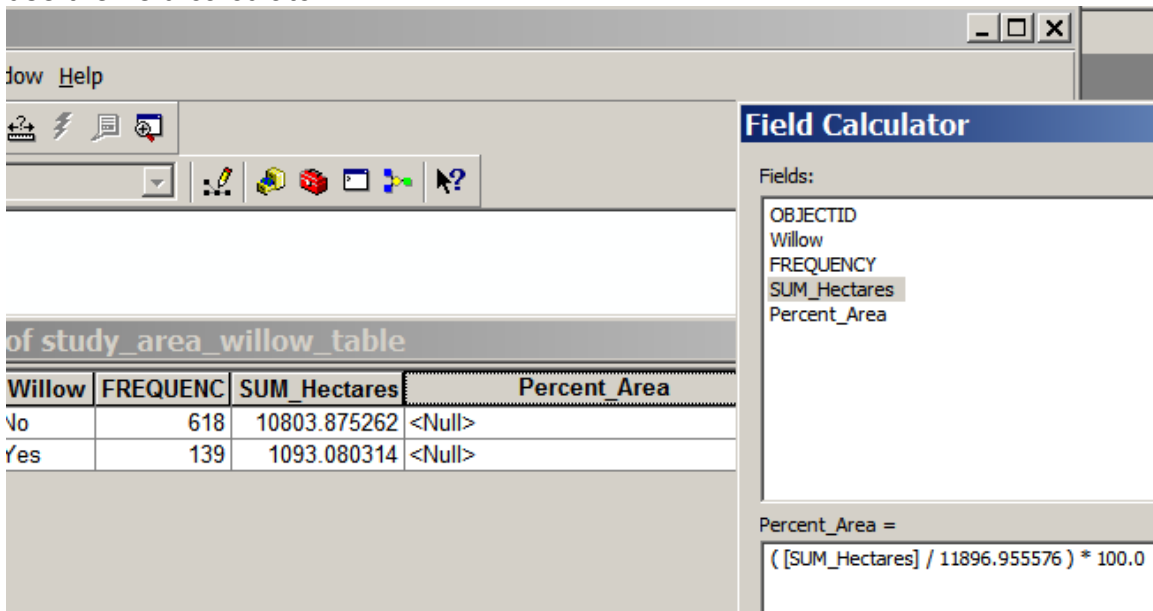 dow Help
Field Calculator
Fields:
OBJECTID
Willow
FREQUENCY
SUM_Hectares
Percent_Area
of study_area_willow_table
Willow FREQUENC SUM_Hectares Percent_Area
No 618 10803.875262 <Null>
Yes 139 1093.080314 <Null>
Percent_Area =
( [SUM_Hectares] / 11896.955576 ) * 100.0